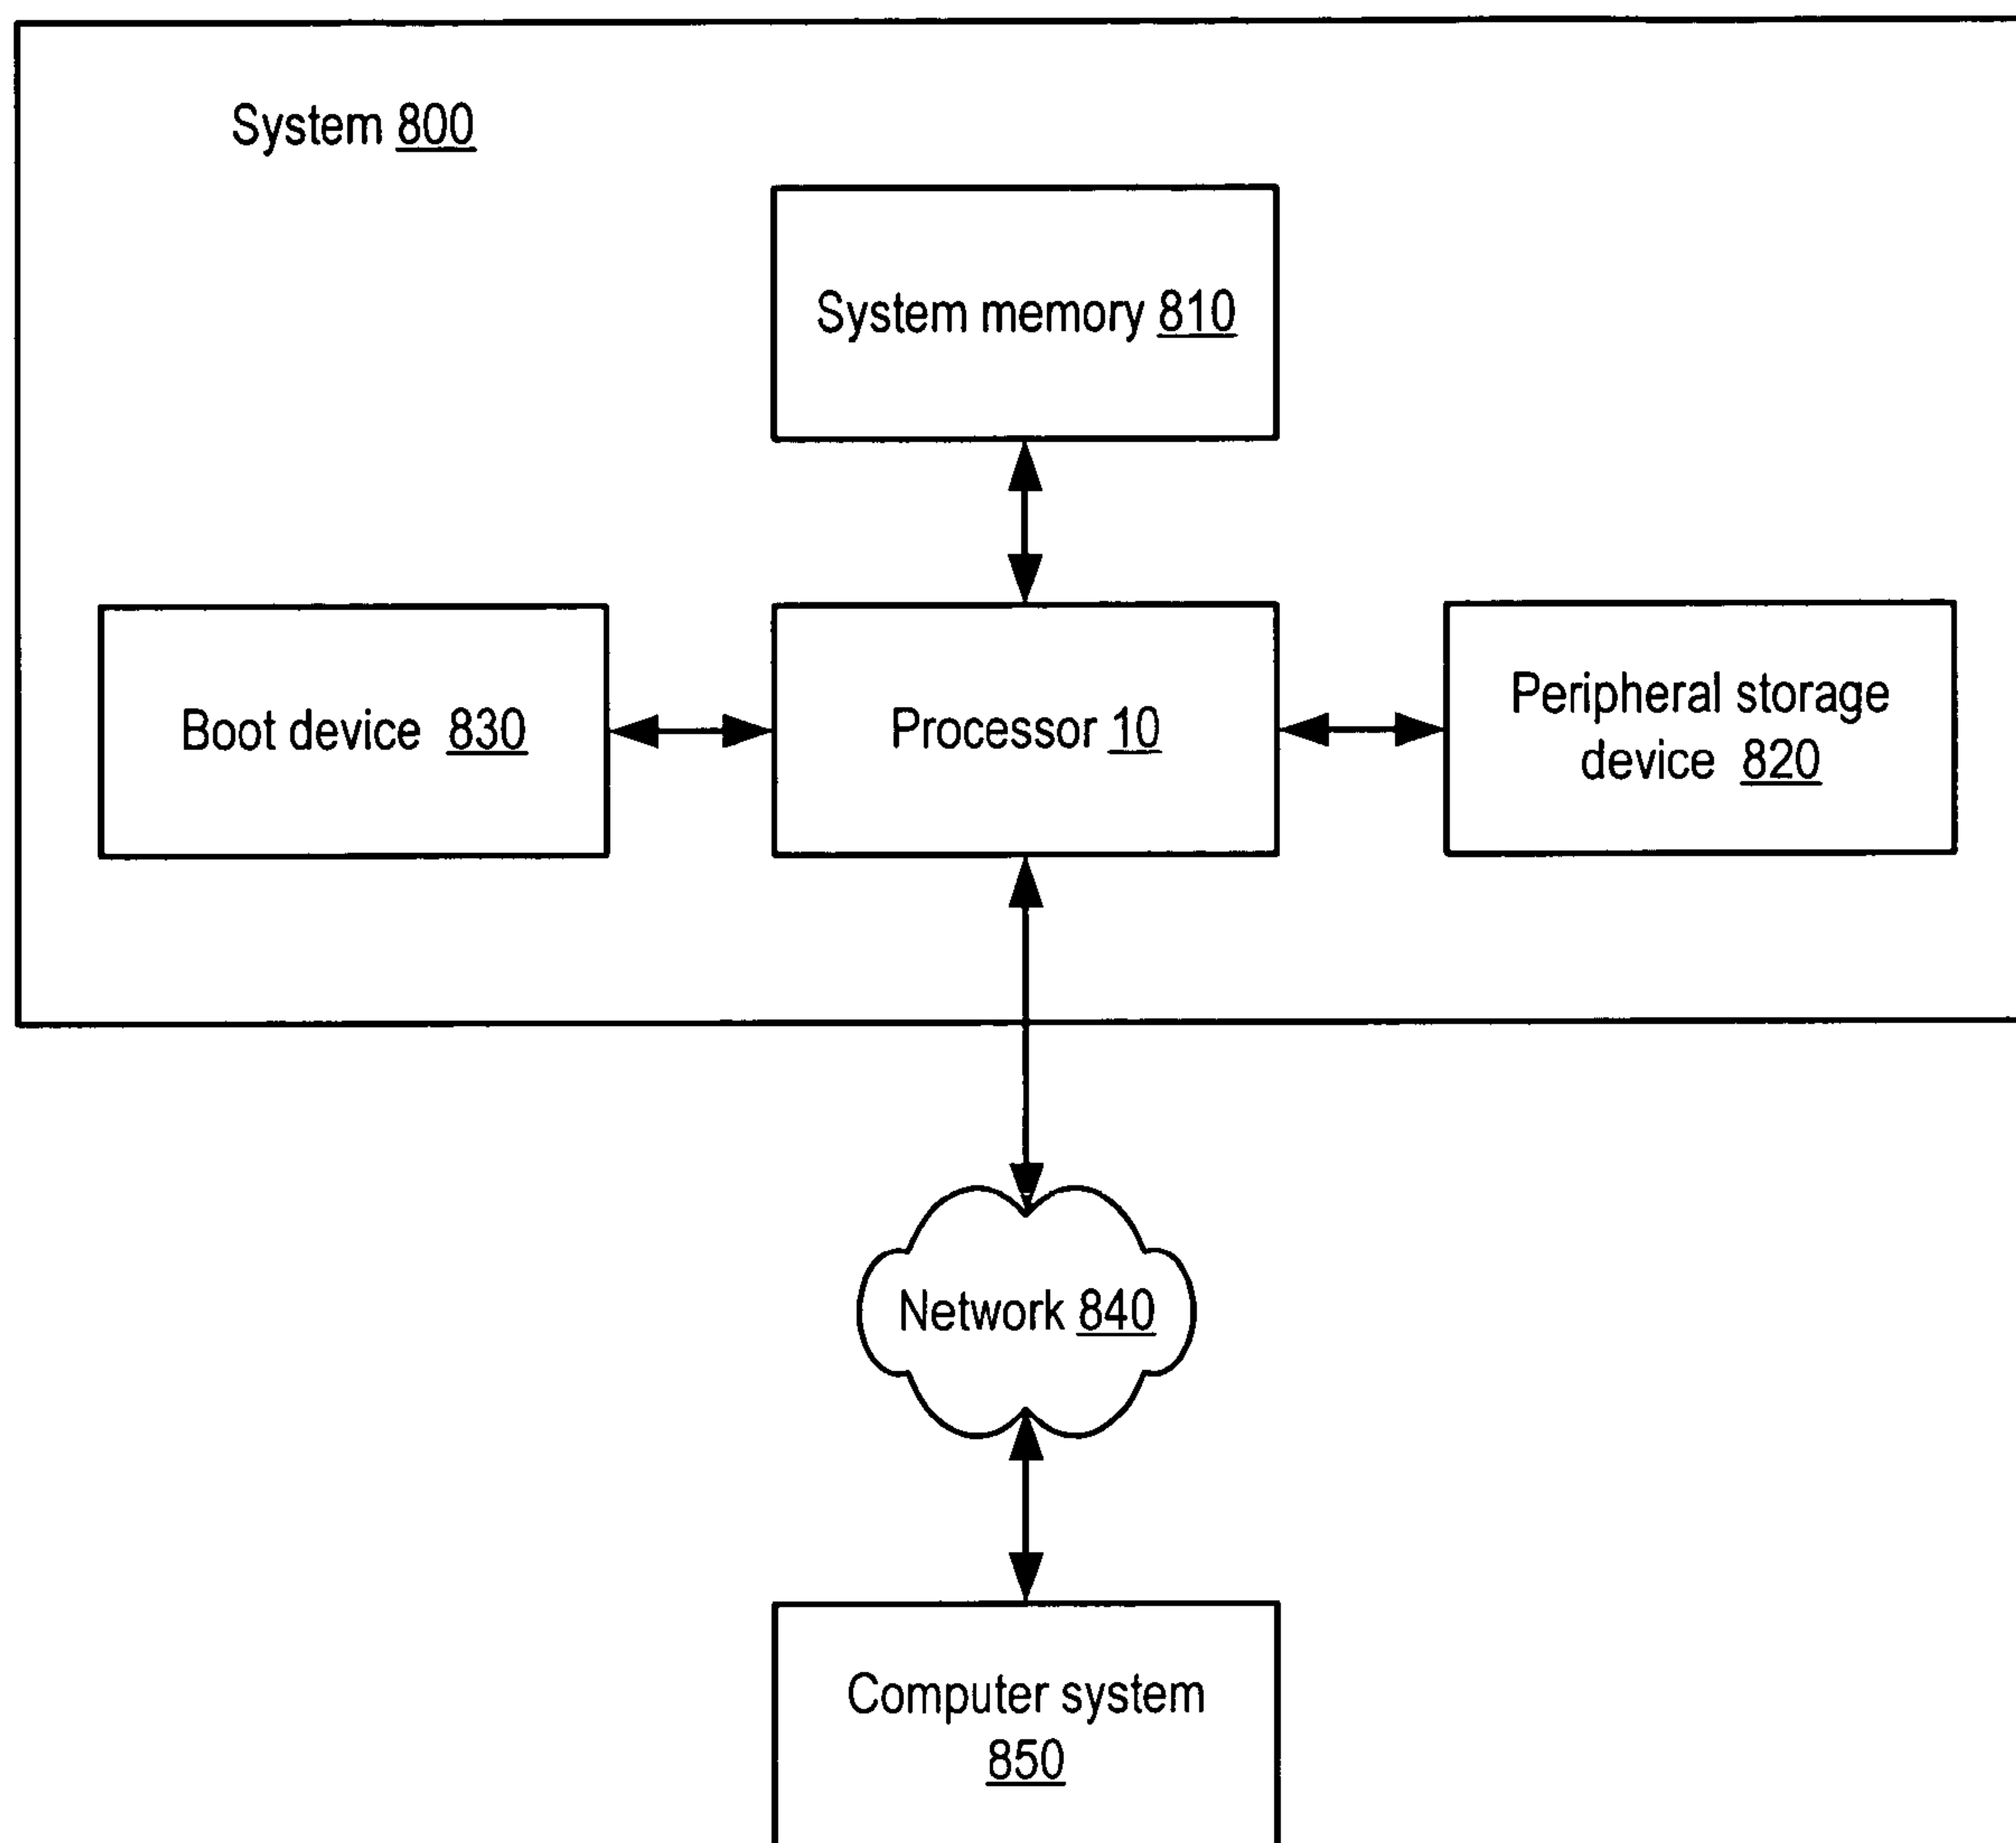 System 800
System memory 810
Boot device 830
Processor 10
Peripheral storage
device 820
Network 840
Computer system
850